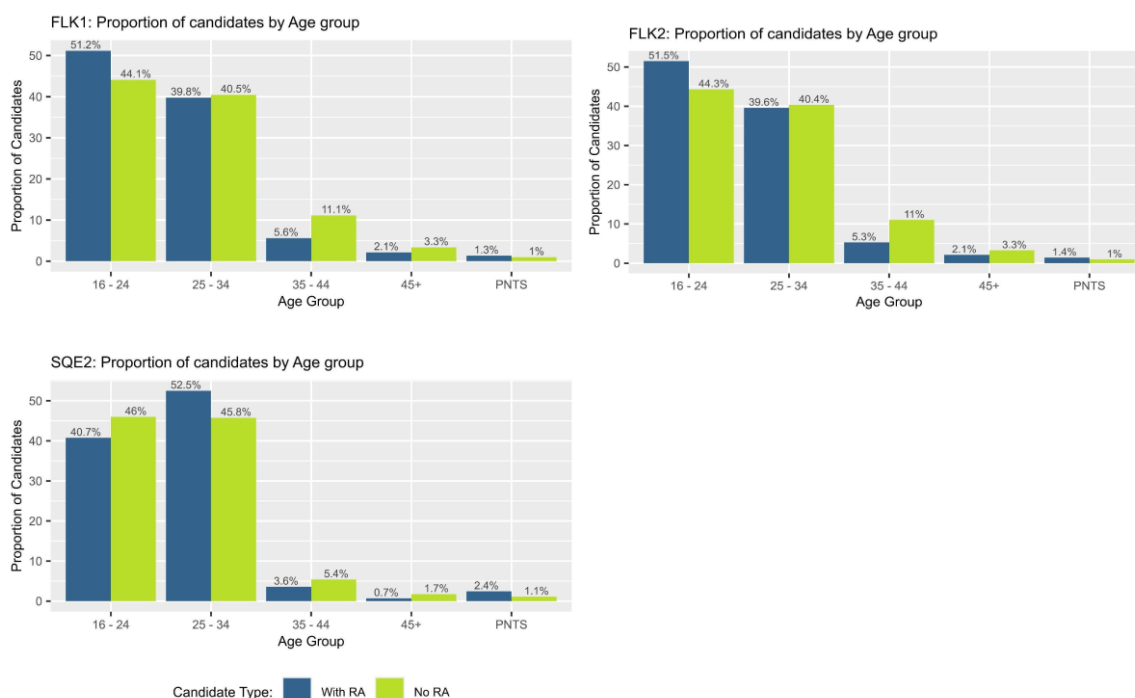 FLK1: Proportion of candidates by Age group
51.2%
44.1%
39.8%
40.5%
5.6%
11.1%
2.1%
3.3%
1.3%
1%
50
40
30
20
10
0
Proportion of Candidates
16 - 24
25 - 34
35 - 44
45+
PNTS
Age Group
FLK2: Proportion of candidates by Age group
51.5%
44.3%
39.6%
40.4%
5.3%
11%
2.1%
3.3%
1.4%
1%
50
40
30
20
10
0
Proportion of Candidates
16 - 24
25 - 34
35 - 44
45+
PNTS
Age Group
SQE2: Proportion of candidates by Age group
40.7%
46%
52.5%
45.8%
3.6%
5.4%
0.7%
1.7%
2.4%
1.1%
50
40
30
20
10
0
Proportion of Candidates
16 - 24
25 - 34
35 - 44
45+
PNTS
Age Group
Candidate Type: With RA No RA